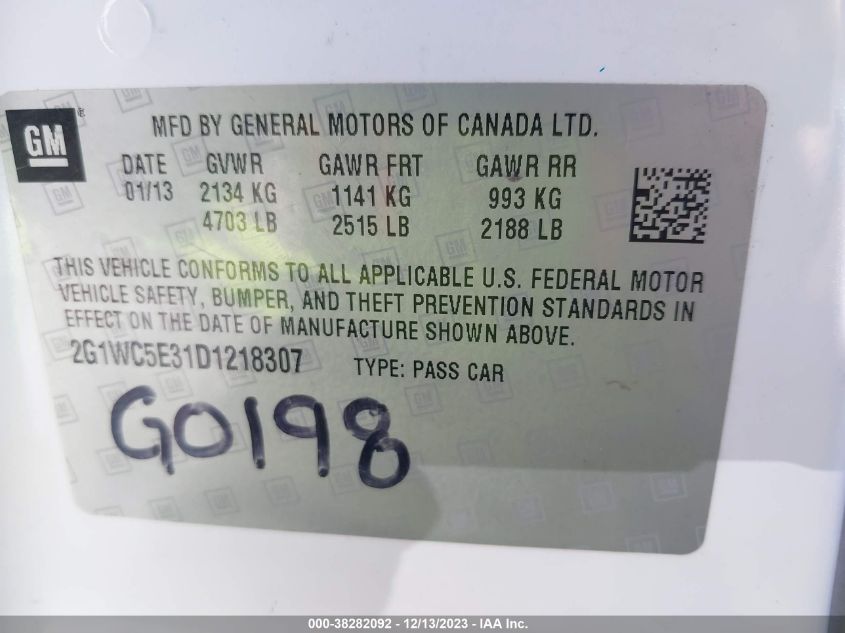 GM
MFD BY GENERAL MOTORS OF CANADA LTD.
DATE GVWR GAWR FRT GAWR RR
01/13 2134 KG 1141 KG 993 KG
4703 LB 2515 LB 2188 LB
THIS VEHICLE CONFORMS TO ALL APPLICABLE U.S. FEDERAL MOTOR
VEHICLE SAFETY, BUMPER, AND THEFT PREVENTION STANDARDS IN
EFFECT ON THE DATE OF MANUFACTURE SHOWN ABOVE.
2G1WC5E31D1218307 TYPE: PASS CAR
G0198
000-38282092 - 12/13/2023 - IAA Inc.